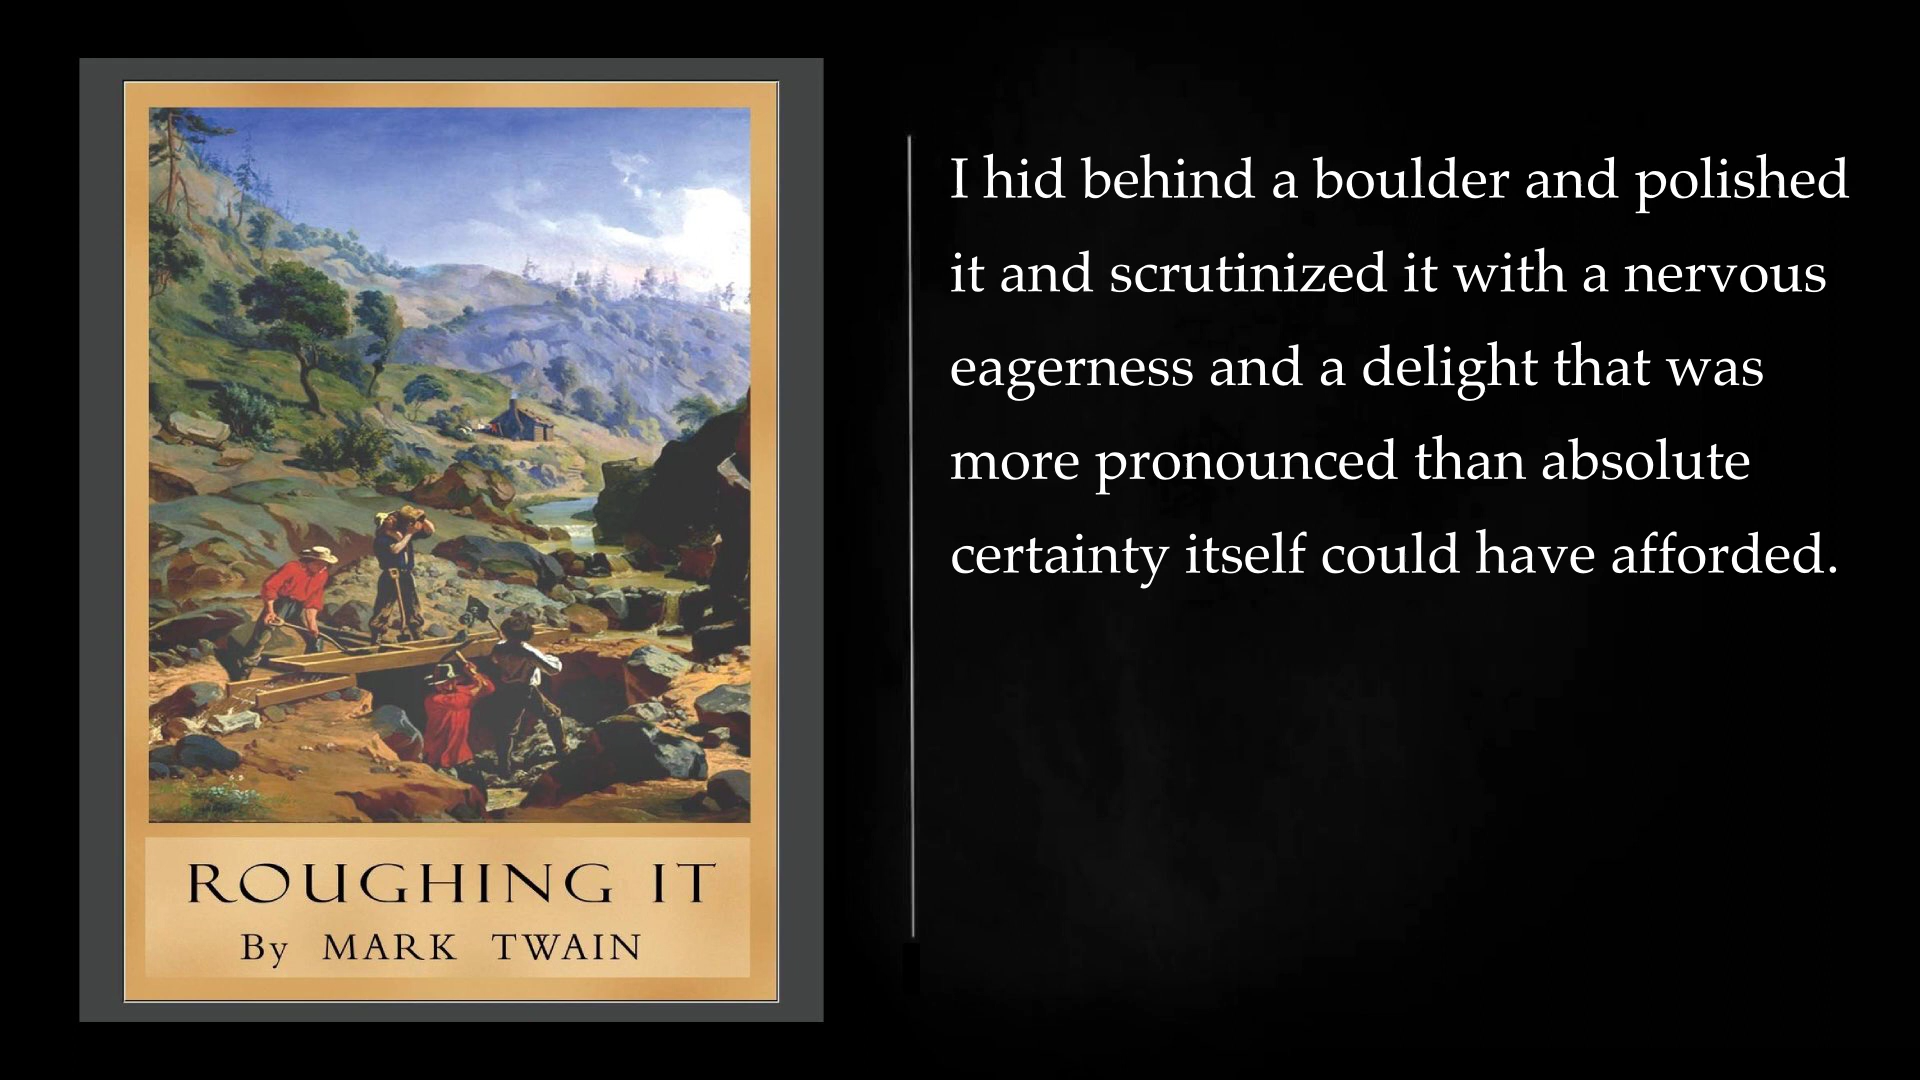 ROUGHING IT
By MARK TWAIN
I hid behind a boulder and polished
it and scrutinized it with a nervous
eagerness and a delight that was
more pronounced than absolute
certainty itself could have afforded.